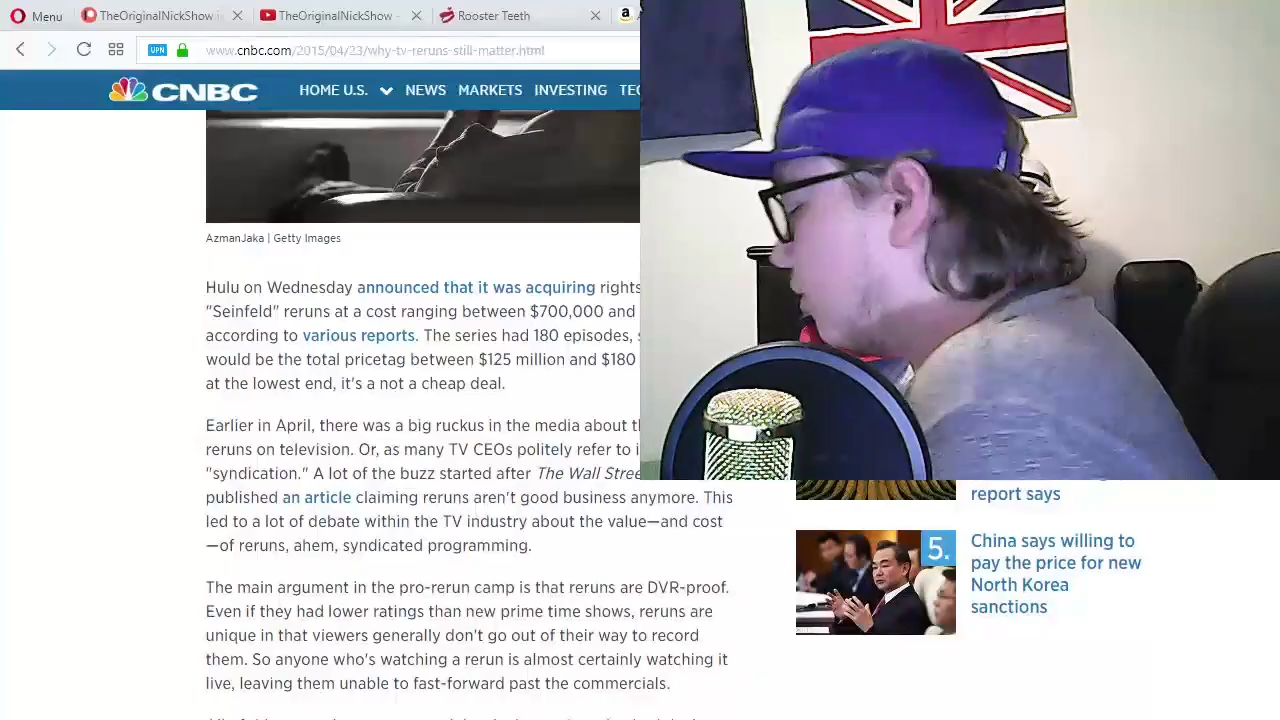 Menu
TheOriginalNickShow i
TheOriginalNickShow -
Rooster Teeth
VPN
www.cnbc.com/2015/04/23/why-tv-reruns-still-matter.html
CNBC
HOME U.S.
NEWS
MARKETS
INVESTING
AzmanJaka | Getty Images
Hulu on Wednesday announced that it was acquiring rights
"Seinfeld" reruns at a cost ranging between $700,000 and
according to various reports. The series had 180 episodes,
would be the total pricetag between $125 million and $180
at the lowest end, it's a not a cheap deal.
Earlier in April, there was a big ruckus in the media about
reruns on television. Or, as many TV CEOs politely refer to
"syndication." A lot of the buzz started after The Wall
published an article claiming reruns aren't good business anymore. This
led to a lot of debate within the TV industry about the value—and cost
—of reruns, ahem, syndicated programming.
The main argument in the pro-rerun camp is that reruns are DVR-proof.
Even if they had lower ratings than new prime time shows, reruns are
unique in that viewers generally don't go out of their way to record
them. So anyone who's watching a rerun is almost certainly watching it
live, leaving them unable to fast-forward past the commercials.
report says
5.
China says willing to
pay the price for new
North Korea
sanctions